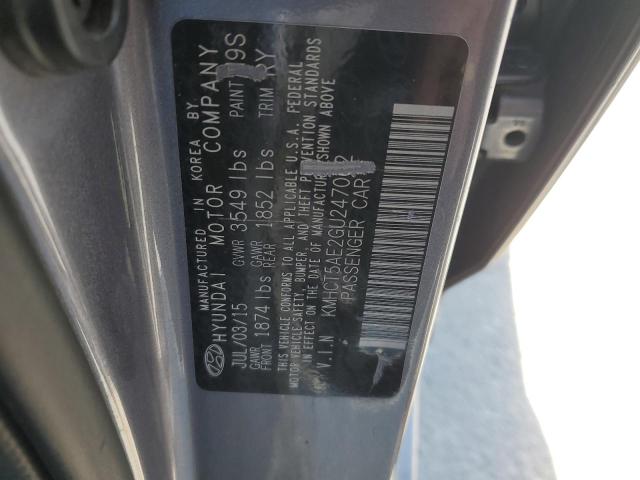 MANUFACTURED IN KOREA BY
HYUNDAI MOTOR COMPANY
JUL/03/15 GVWR 3549 lbs PAINT 9S
GAWR FRONT 1874 lbs GAWR REAR 1852 lbs TRIM RY
THIS VEHICLE CONFORMS TO ALL APPLICABLE U.S.A. FEDERAL
MOTOR VEHICLE SAFETY, BUMPER, AND THEFT PREVENTION STANDARDS
IN EFFECT ON THE DATE OF MANUFACTURE SHOWN ABOVE
V.I.N KMHCT5AE2GU2470
PASSENGER CAR